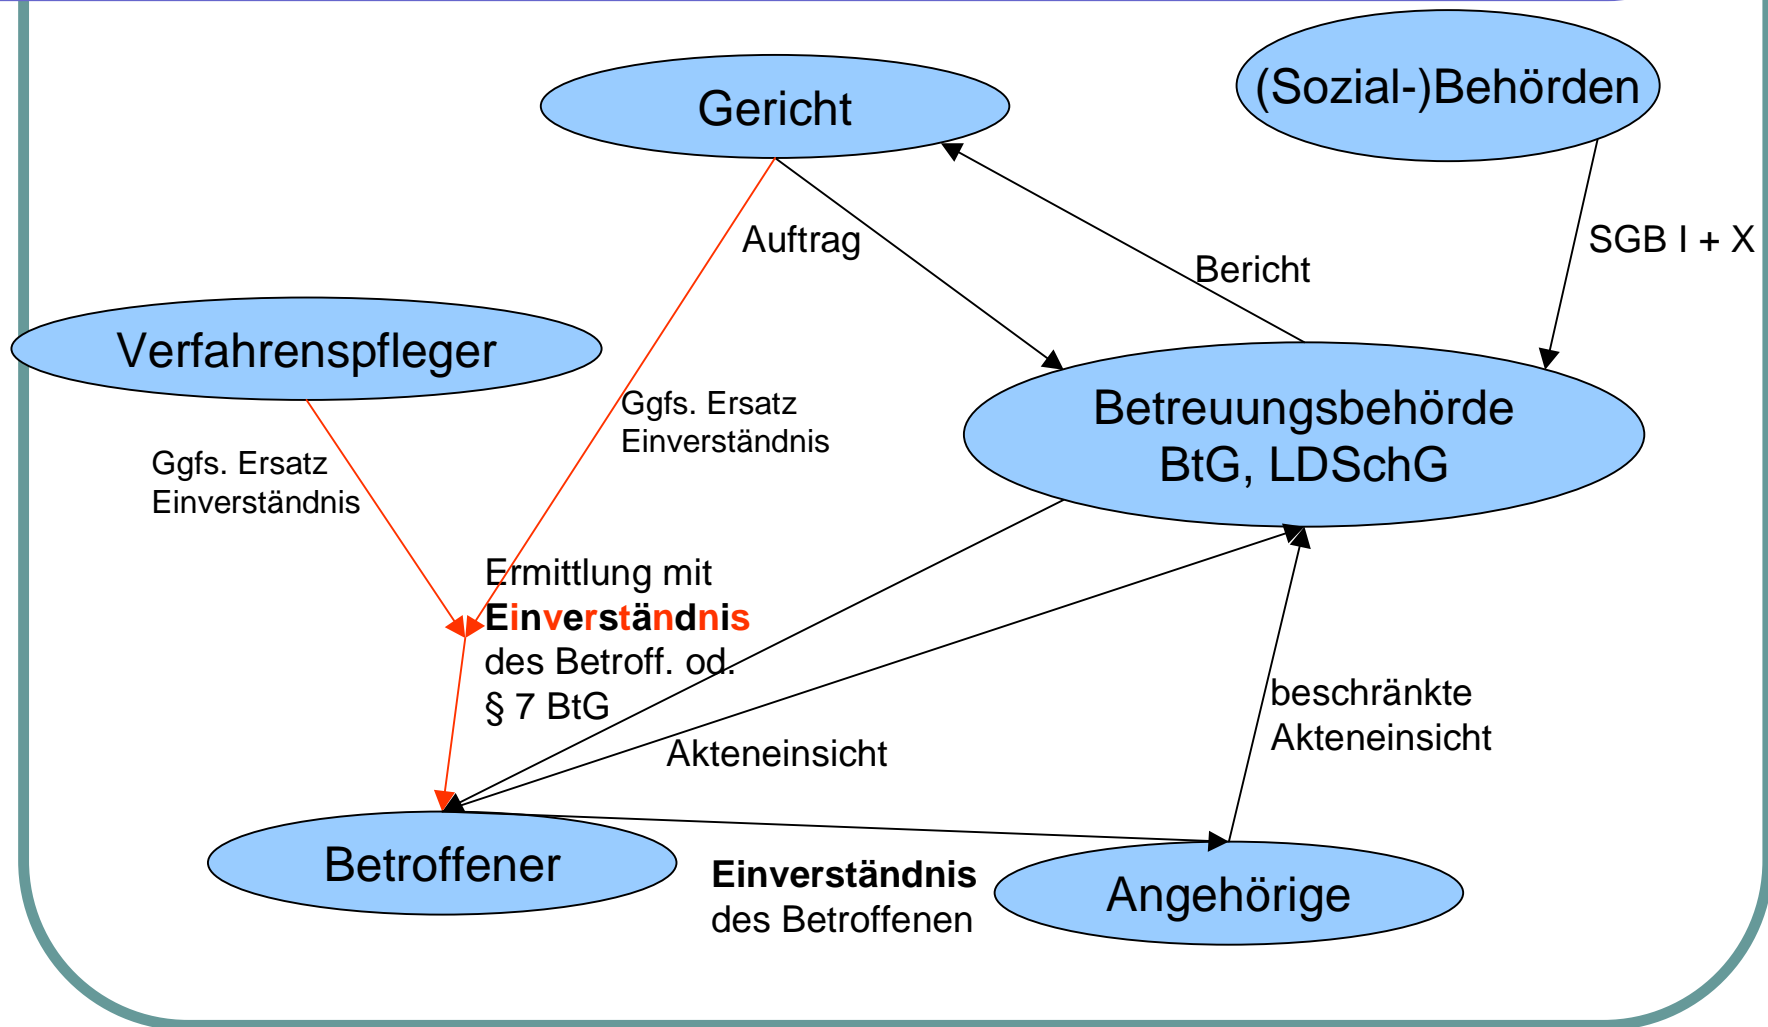 (Sozial-)Behörden
Gericht
Auftrag
SGB I + X
Bericht
Verfahrenspfleger
Ggfs. Ersatz
Einverständnis
Betreuungsbehörde
BtG, LDSchG
Ggfs. Ersatz
Einverständnis
Ermittlung mit
Einverständnis
des Betroff. od.
§ 7 BtG
beschränkte
Akteneinsicht
Akteneinsicht
Betroffener
Einverständnis
des Betroffenen
Angehörige